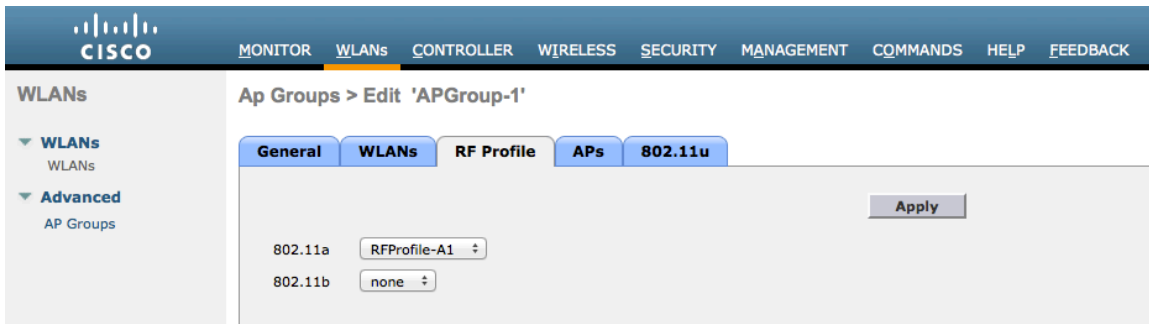 CISCO
MONITOR WLANs CONTROLLER WIRELESS SECURITY MANAGEMENT COMMANDS HELP FEEDBACK
WLANs
WLANs
WLANs
Advanced
AP Groups
Ap Groups > Edit 'APGroup-1'
General WLANs RF Profile APs 802.11u
Apply
802.11a RFProfile-A1
802.11b none